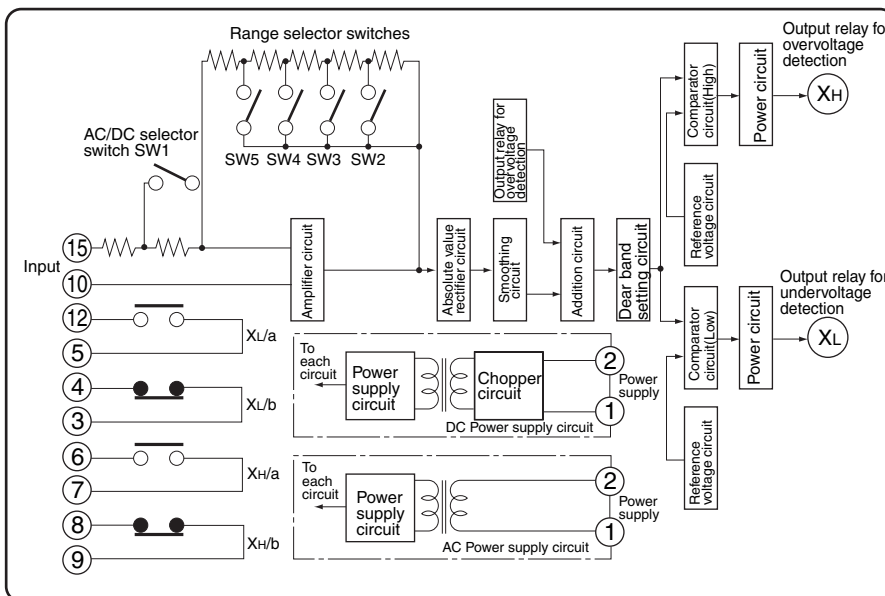 Range selector switches
AC/DC selector
switch SW1
SW5 SW4 SW3 SW2
Output relay for
overvoltage
detection
Comparator
circuit(High)
Power circuit
Output relay fo
overvoltage
detection
XH
Reference
voltage circuit
Input
15
10
Amplifier circuit
Absolute value
rectifier circuit
Smoothing
circuit
Addition circuit
Dear band
setting circuit
Comparator
circuit(Low)
Power circuit
Output relay for
undervoltage
detection
XL
Reference
voltage circuit
12
5
XL/a
4
3
XL/b
6
7
XH/a
8
9
XH/b
To
each
circuit
Power
supply
circuit
Chopper
circuit
2
Power
supply
1
DC Power supply circuit
To
each
circuit
Power
supply
circuit
2
Power
supply
1
AC Power supply circuit